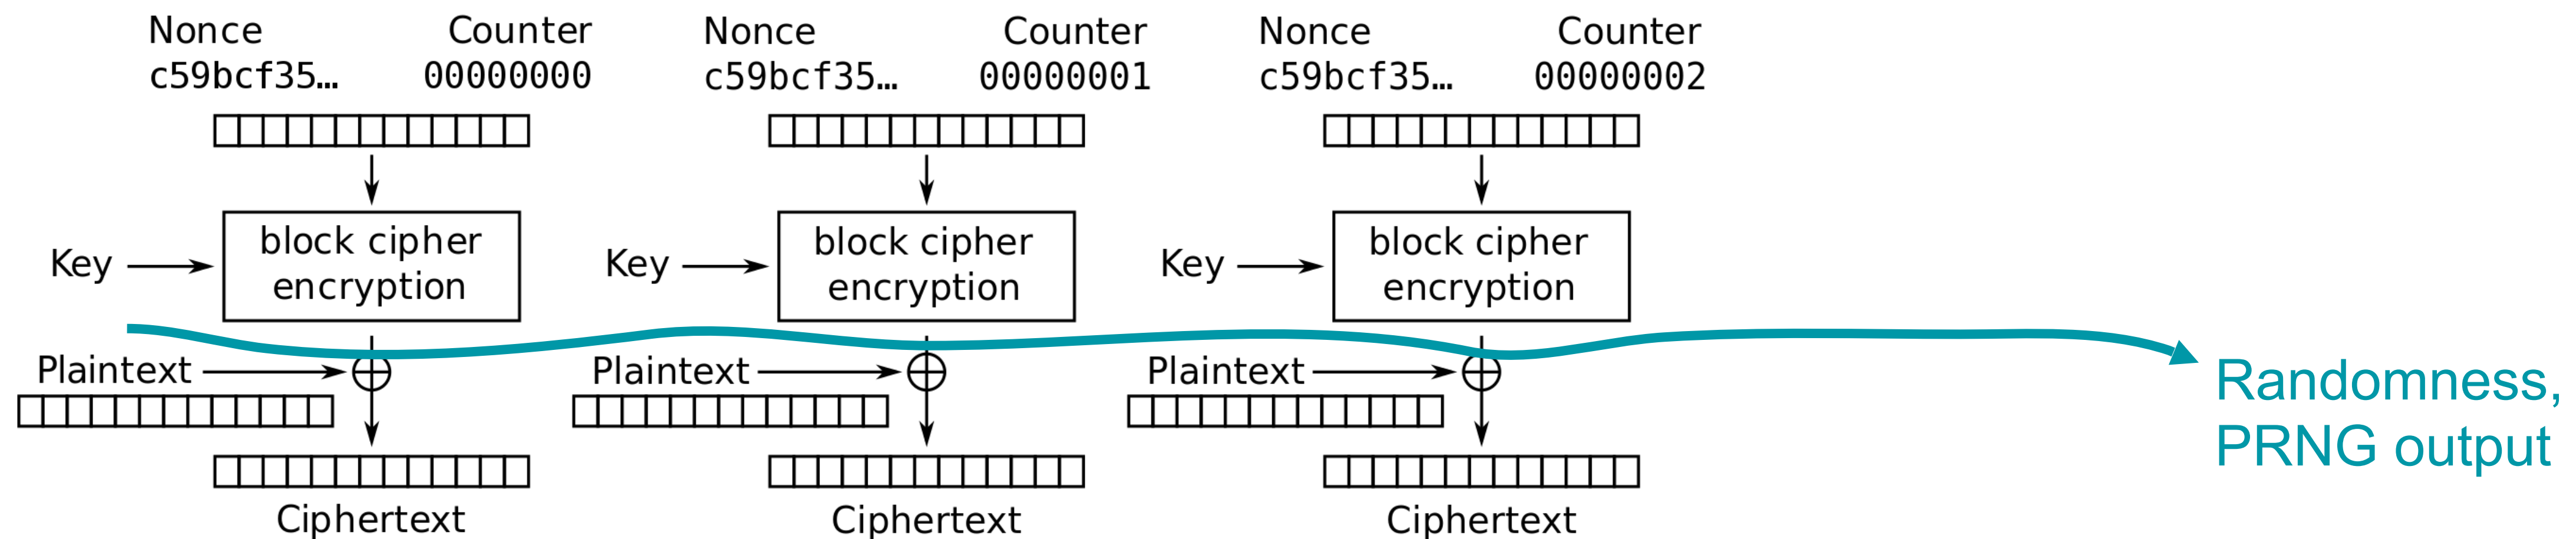 Nonce Counter Nonce Counter Nonce Counter
c59bcf35… 00000000 c59bcf35… 00000001 c59bcf35… 00000002
block cipher block cipher block cipher
Key encryption Key encryption Key encryption
Plaintext Plaintext Plaintext
Randomness,
PRNG output
Ciphertext Ciphertext Ciphertext